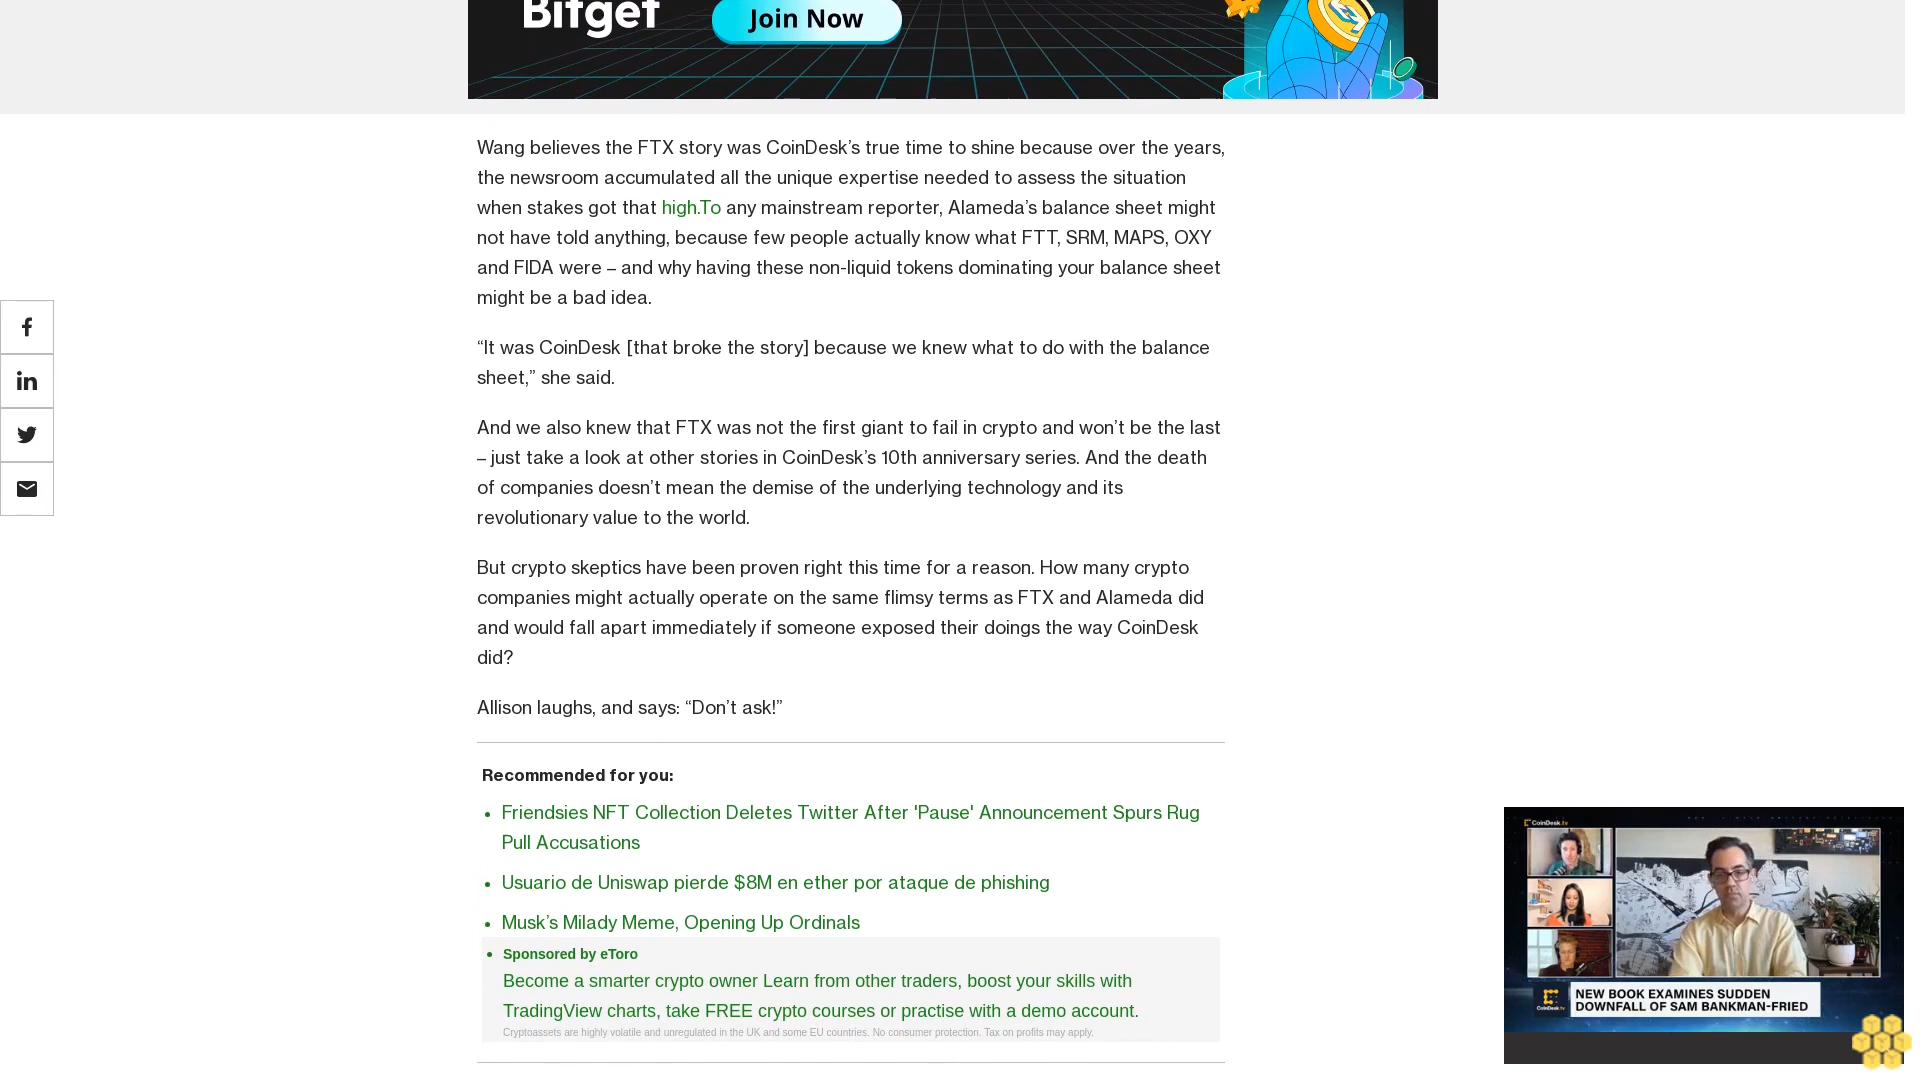 Bitget
Join Now
Wang believes the FTX story was CoinDesk’s true time to shine because over the years,
the newsroom accumulated all the unique expertise needed to assess the situation
when stakes got that high.To any mainstream reporter, Alameda’s balance sheet might
not have told anything, because few people actually know what FTT, SRM, MAPS, OXY
and FIDA were – and why having these non-liquid tokens dominating your balance sheet
might be a bad idea.
“It was CoinDesk [that broke the story] because we knew what to do with the balance
sheet,” she said.
And we also knew that FTX was not the first giant to fail in crypto and won’t be the last
– just take a look at other stories in CoinDesk’s 10th anniversary series. And the death
of companies doesn’t mean the demise of the underlying technology and its
revolutionary value to the world.
But crypto skeptics have been proven right this time for a reason. How many crypto
companies might actually operate on the same flimsy terms as FTX and Alameda did
and would fall apart immediately if someone exposed their doings the way CoinDesk
did?
Allison laughs, and says: “Don’t ask!”
Recommended for you:
Friendsies NFT Collection Deletes Twitter After 'Pause' Announcement Spurs Rug
Pull Accusations
Usuario de Uniswap pierde $8M en ether por ataque de phishing
Musk’s Milady Meme, Opening Up Ordinals
Sponsored by eToro
Become a smarter crypto owner Learn from other traders, boost your skills with
TradingView charts, take FREE crypto courses or practise with a demo account.
Cryptoassets are highly volatile and unregulated in the UK and some EU countries. No consumer protection. Tax on profits may apply.
CoinDesk.tv
NEW BOOK EXAMINES SUDDEN
DOWNFALL OF SAM BANKMAN-FRIED
CoinDesk.tv